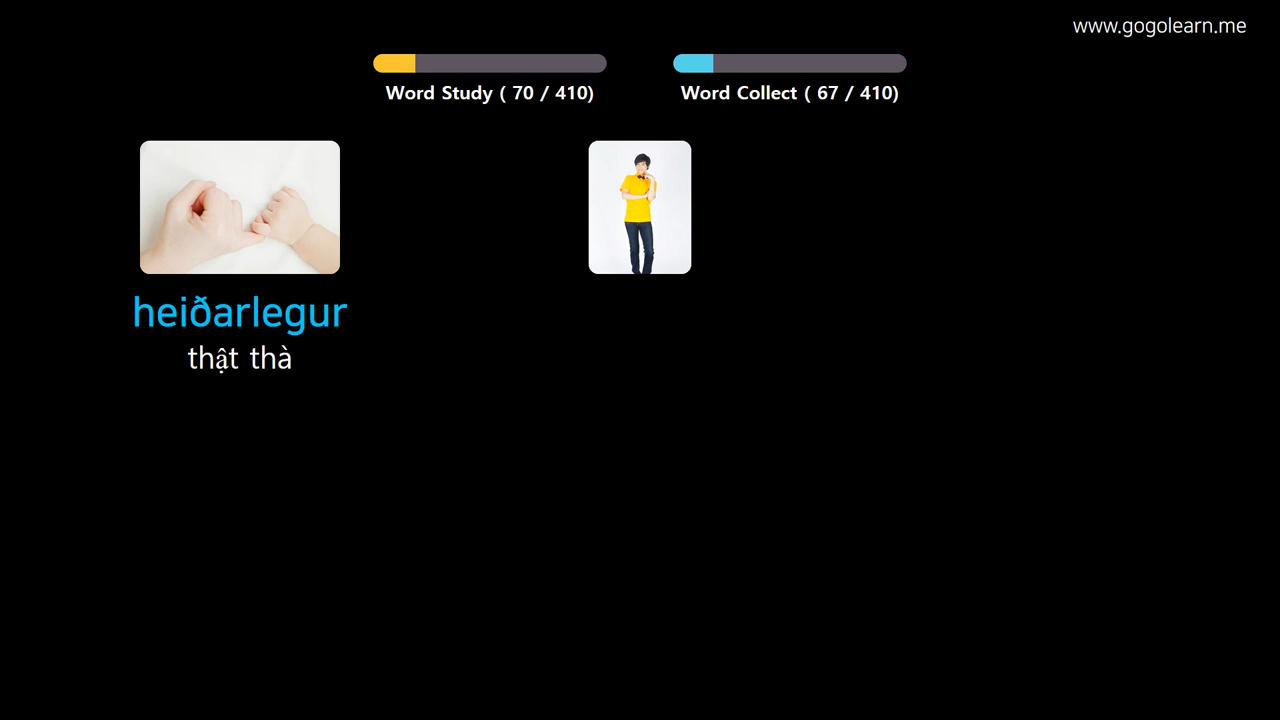 www.gogolearn.me
Word Study ( 70 / 410)
Word Collect ( 67 / 410)
heiðarlegur
thật thà